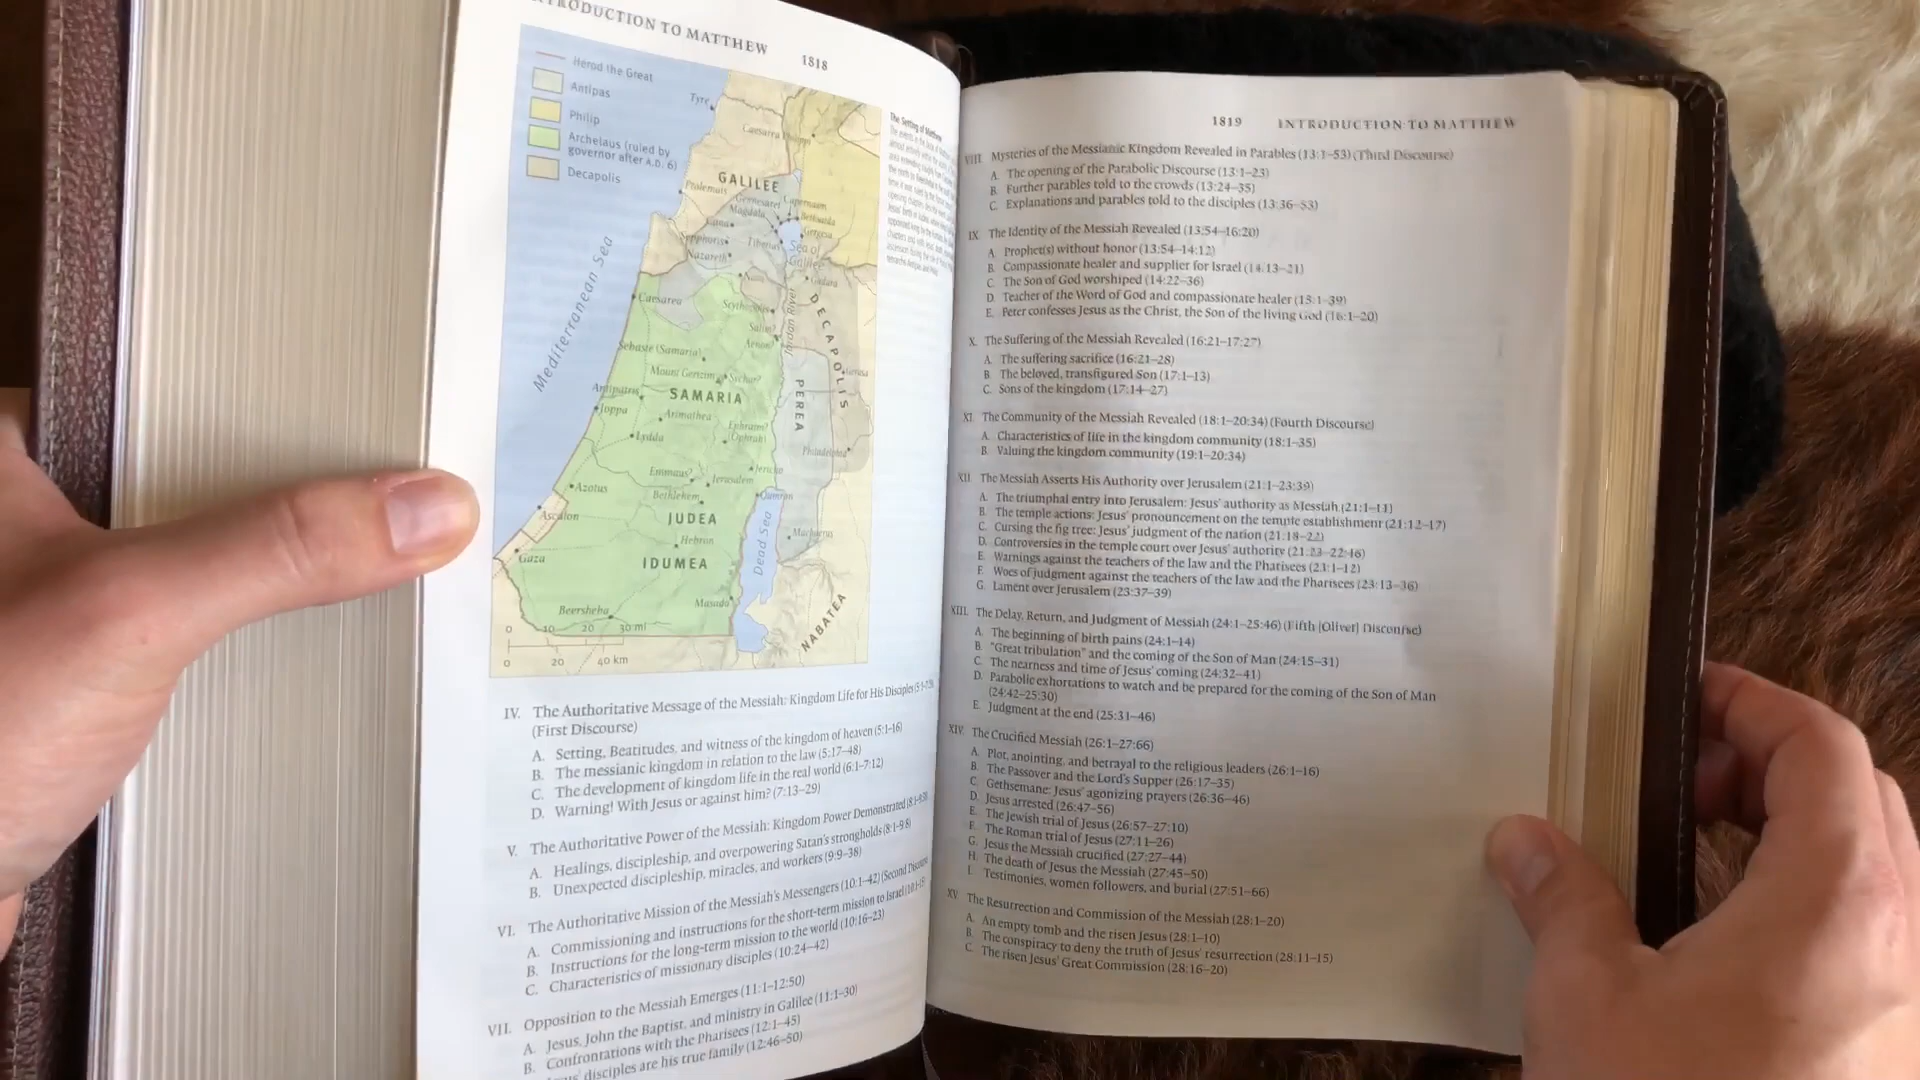 INTRODUCTION TO MATTHEW
1818
Herod the Great
Antipas
Philip
Archelaus (ruled by
governor after A.D. 6)
Decapolis
Tyre
Caesarea
GALILEE
Ptolemais
Gennesaret
Capernaum
Magdala
Bethsaida
Cana
Gergesa
Sepphoris
Tiberias
Sea of
Galilee
Nazareth
Nain
Gadara
Mediterranean Sea
Caesarea
Scythopolis
Salim?
Aenon?
Jordan River
DECAPOLIS
Sebaste (Samaria)
Mount Gerizim
Sychar?
Gerasa
Antipatris
SAMARIA
PEREA
Joppa
Arimathea
Ephraim?
(Ophrah)
Lydda
Philadelphia
Emmaus?
Jericho
Jerusalem
Azotus
Bethlehem
Qumran
Ascalon
JUDEA
Machaerus
Hebron
Dead Sea
Gaza
IDUMEA
Masada
Beersheba
NABATEA
0 10 20 30 mi
0 20 40 km
The Setting of Matthew
IV. The Authoritative Message of the Messiah: Kingdom Life for His Disciples
(First Discourse)
A. Setting, Beatitudes, and witness of the kingdom of heaven (5:1–16)
B. The messianic kingdom in relation to the law (5:17–48)
C. The development of kingdom life in the real world (6:1–7:12)
D. Warning! With Jesus or against him? (7:13–29)
V. The Authoritative Power of the Messiah: Kingdom Power Demonstrated
A. Healings, discipleship, and overpowering Satan's strongholds (8:1–9:8)
B. Unexpected discipleship, miracles, and workers (9:9–38)
VI. The Authoritative Mission of the Messiah's Messengers (10:1–42) (Second
A. Commissioning and instructions for the short-term mission to Israel
B. Instructions for the long-term mission to the world (10:16–23)
C. Characteristics of missionary disciples (10:24–42)
VII. Opposition to the Messiah Emerges (11:1–12:50)
A. Jesus, John the Baptist, and ministry in Galilee (11:1–30)
B. Confrontations with the Pharisees (12:1–45)
disciples are his true family (12:46–50)
1819 INTRODUCTION TO MATTHEW
VIII. Mysteries of the Messianic Kingdom Revealed in Parables (13:1–53) (Third Discourse)
A. The opening of the Parabolic Discourse (13:1–23)
B. Further parables told to the crowds (13:24–35)
C. Explanations and parables told to the disciples (13:36–53)
IX. The Identity of the Messiah Revealed (13:54–16:20)
A. Prophet(s) without honor (13:54–14:12)
B. Compassionate healer and supplier for Israel (14:13–21)
C. The Son of God worshiped (14:22–36)
D. Teacher of the Word of God and compassionate healer (15:1–39)
E. Peter confesses Jesus as the Christ, the Son of the living God (16:1–20)
X. The Suffering of the Messiah Revealed (16:21–17:27)
A. The suffering sacrifice (16:21–28)
B. The beloved, transfigured Son (17:1–13)
C. Sons of the kingdom (17:14–27)
XI. The Community of the Messiah Revealed (18:1–20:34) (Fourth Discourse)
A. Characteristics of life in the kingdom community (18:1–35)
B. Valuing the kingdom community (19:1–20:34)
XII. The Messiah Asserts His Authority over Jerusalem (21:1–23:39)
A. The triumphal entry into Jerusalem: Jesus' authority as Messiah (21:1–11)
B. The temple actions: Jesus' pronouncement on the temple establishment (21:12–17)
C. Cursing the fig tree: Jesus' judgment of the nation (21:18–22)
D. Controversies in the temple court over Jesus' authority (21:23–22:46)
E. Warnings against the teachers of the law and the Pharisees (23:1–12)
F. Woes of judgment against the teachers of the law and the Pharisees (23:13–36)
G. Lament over Jerusalem (23:37–39)
XIII. The Delay, Return, and Judgment of Messiah (24:1–25:46) (Fifth [Olivet] Discourse)
A. The beginning of birth pains (24:1–14)
B. "Great tribulation" and the coming of the Son of Man (24:15–31)
C. The nearness and time of Jesus' coming (24:32–41)
D. Parabolic exhortations to watch and be prepared for the coming of the Son of Man
(24:42–25:30)
E. Judgment at the end (25:31–46)
XIV. The Crucified Messiah (26:1–27:66)
A. Plot, anointing, and betrayal to the religious leaders (26:1–16)
B. The Passover and the Lord's Supper (26:17–35)
C. Gethsemane: Jesus' agonizing prayers (26:36–46)
D. Jesus arrested (26:47–56)
E. The Jewish trial of Jesus (26:57–27:10)
F. The Roman trial of Jesus (27:11–26)
G. Jesus the Messiah crucified (27:27–44)
H. The death of Jesus the Messiah (27:45–50)
I. Testimonies, women followers, and burial (27:51–66)
XV. The Resurrection and Commission of the Messiah (28:1–20)
A. An empty tomb and the risen Jesus (28:1–10)
B. The conspiracy to deny the truth of Jesus' resurrection (28:11–15)
C. The risen Jesus' Great Commission (28:16–20)